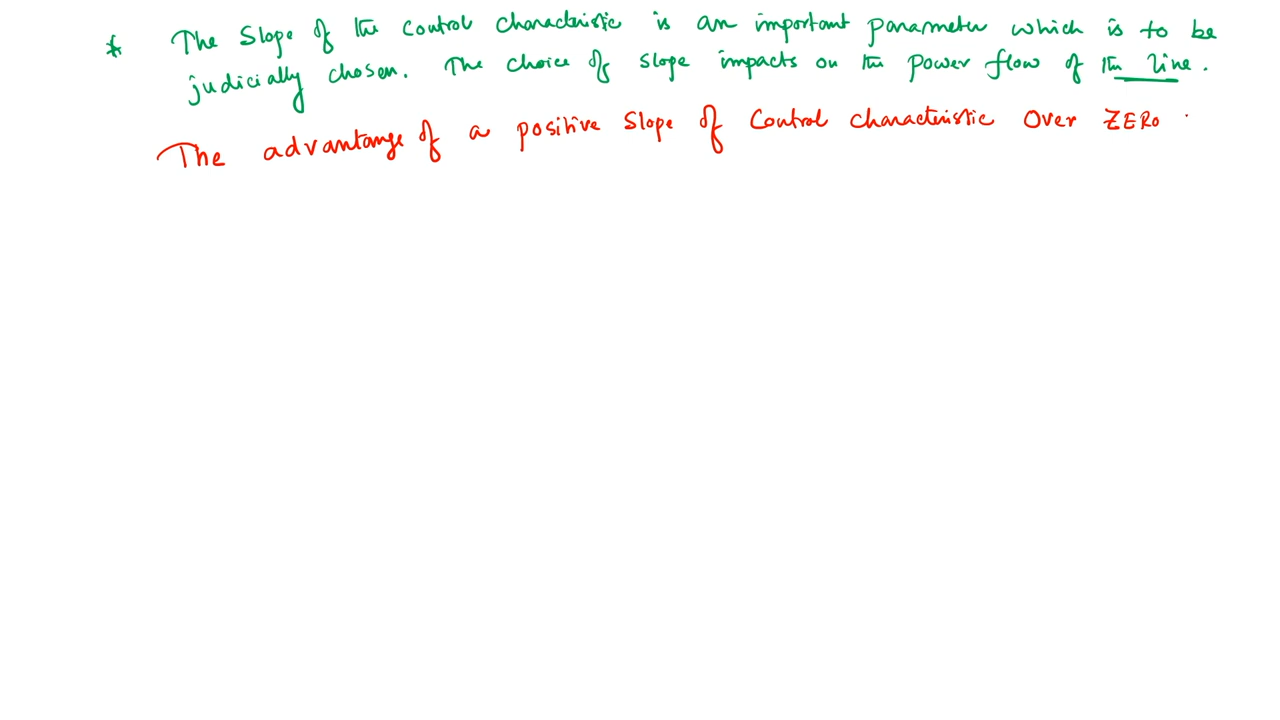 * The Slope of the control characteristic is an important parameter which is to be
judicially chosen. The choice of slope impacts on the power flow of the line.
The advantange of a positive slope of control characteristic over ZERO